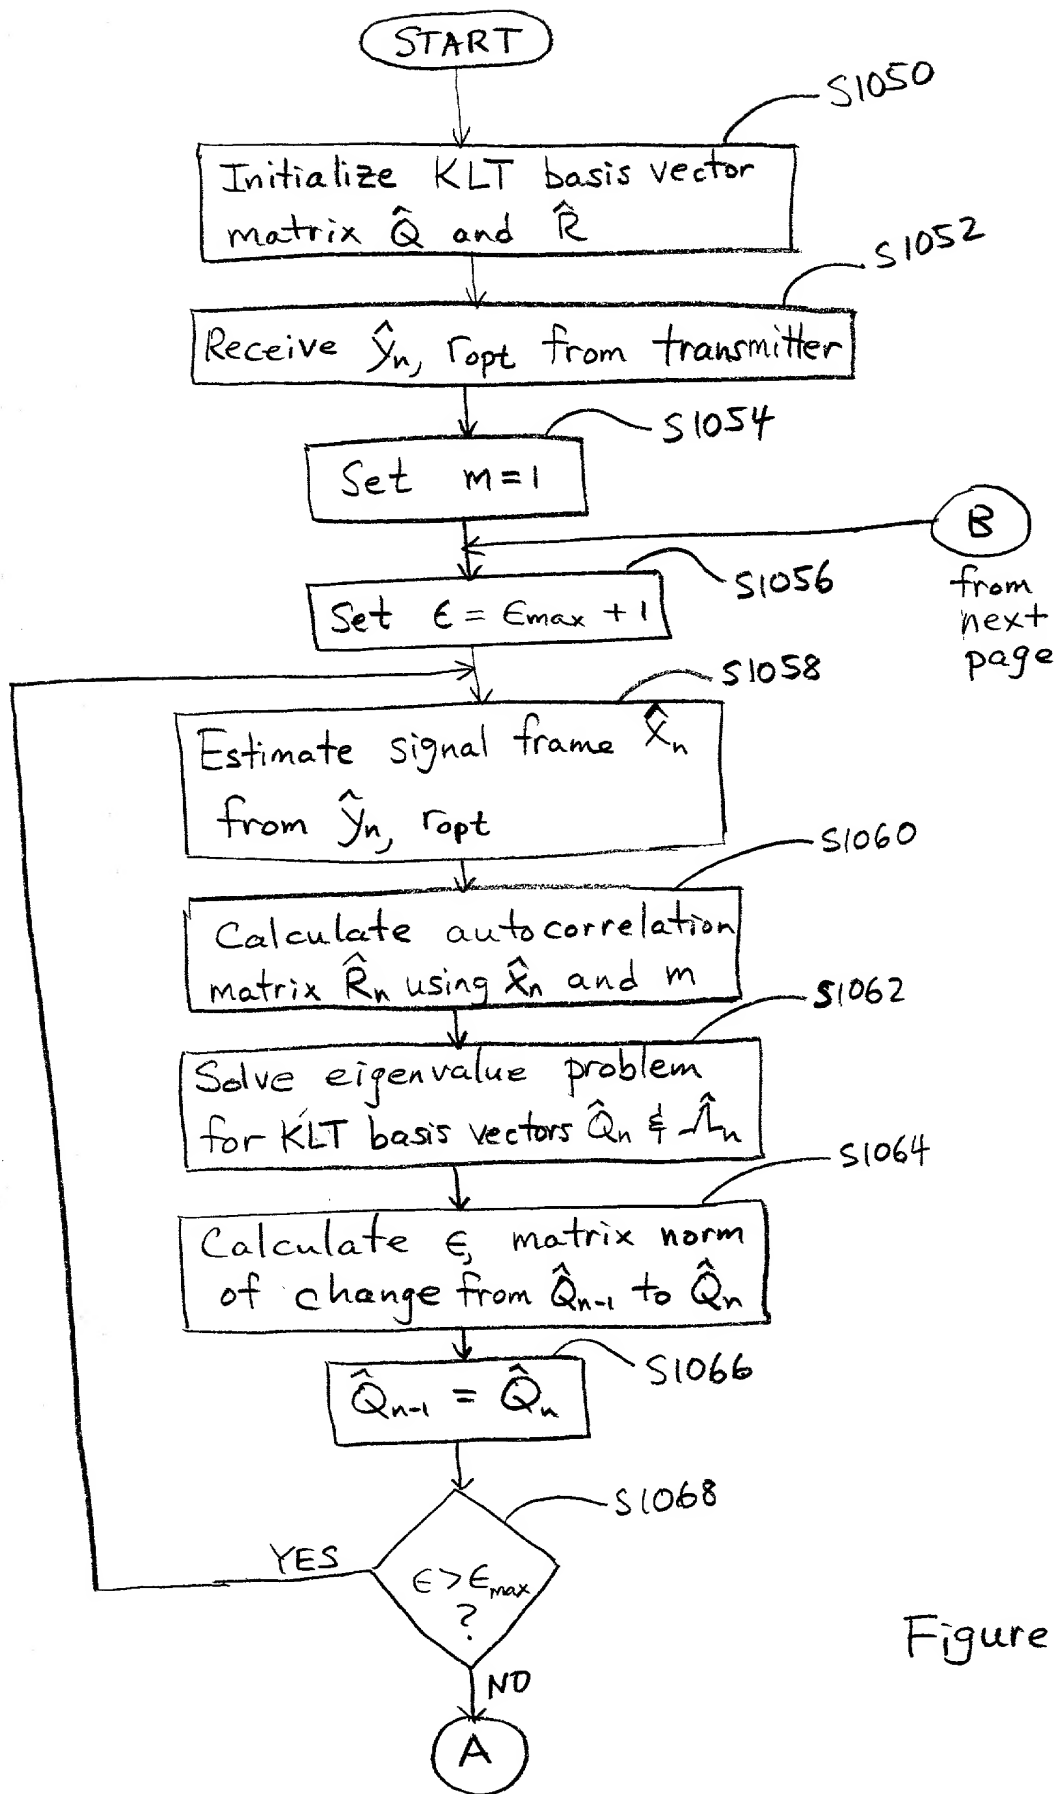 START
S1050
Initialize KLT basis vector
matrix Q̂ and R̂
S1052
Receive ŷn, ropt from transmitter
S1054
Set m=1
B
from
next
page
S1056
Set ϵ = ϵmax + 1
S1058
Estimate signal frame x̂n
from ŷn, ropt
S1060
Calculate autocorrelation
matrix R̂n using x̂n and m
S1062
Solve eigenvalue problem
for KLT basis vectors Q̂n & Λ̂n
S1064
Calculate ϵ, matrix norm
of change from Q̂n-1 to Q̂n
S1066
Q̂n-1 = Q̂n
S1068
YES
ϵ>ϵmax
?
NO
A
Figure